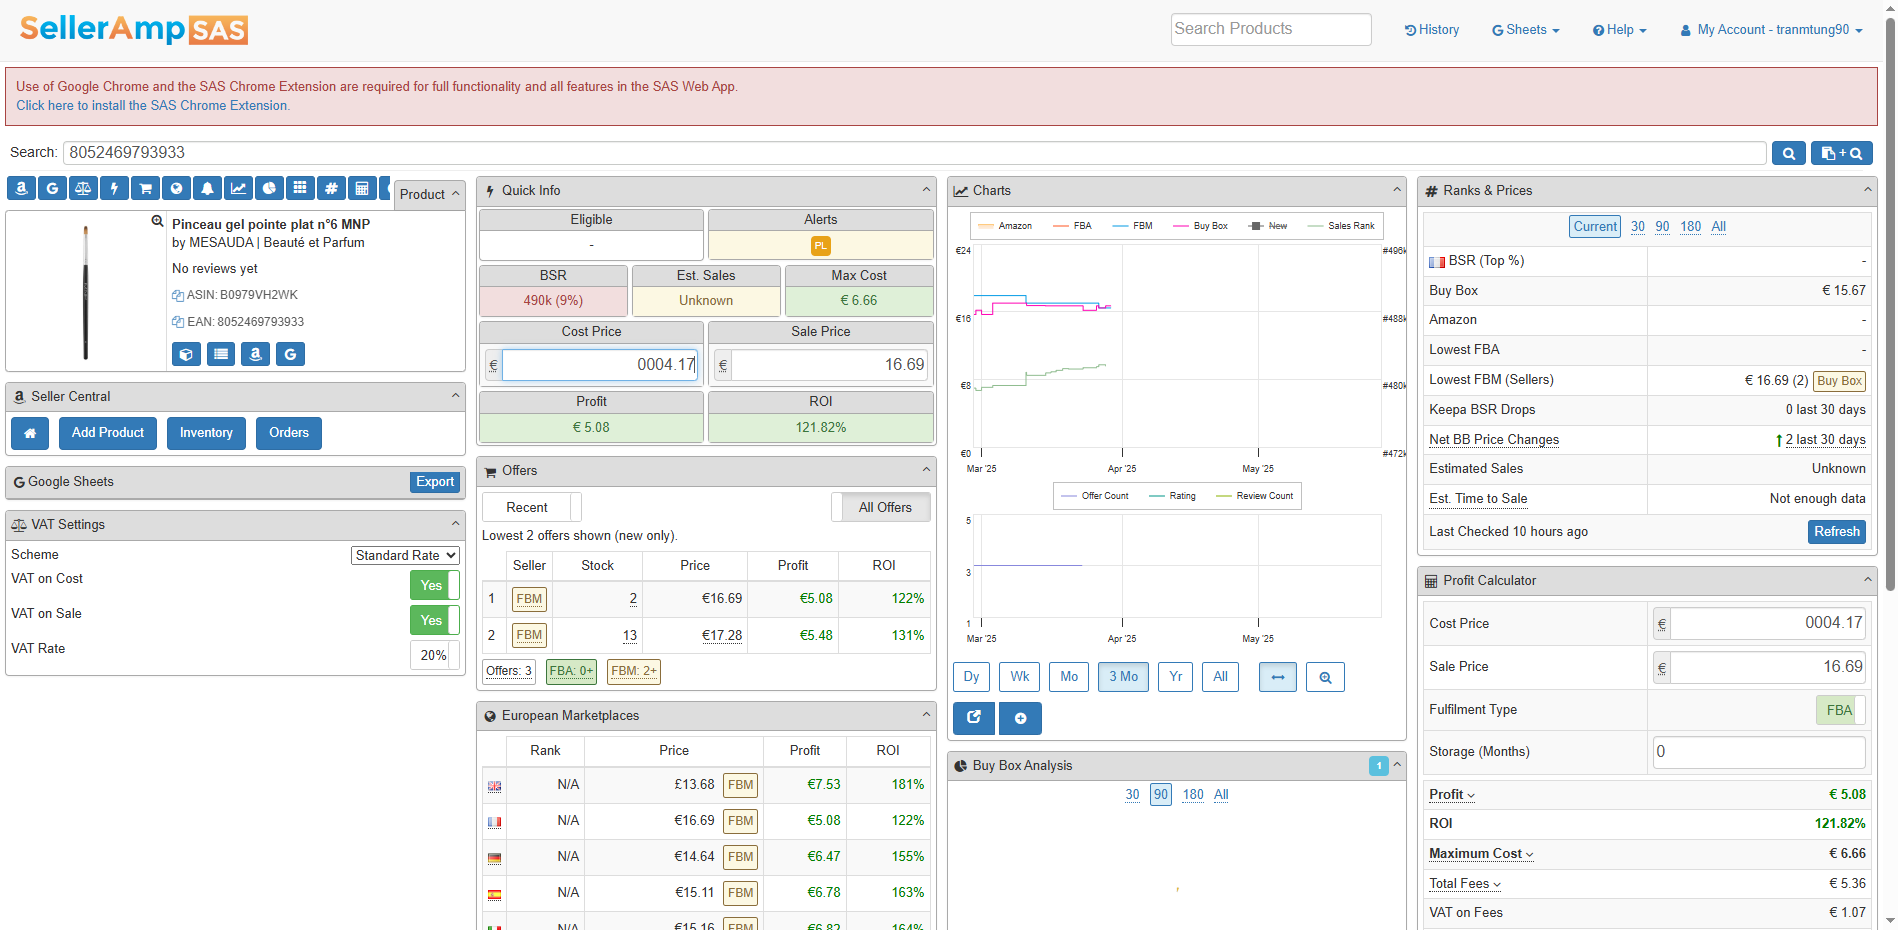 SellerAmp SAS
Search Products
History
Sheets
Help
My Account - tranmtung90
Use of Google Chrome and the SAS Chrome Extension are required for full functionality and all features in the SAS Web App.
Click here to install the SAS Chrome Extension.
Search: 8052469793933
Product
Pinceau gel pointe plat n°6 MNP
by MESAUDA | Beauté et Parfum
No reviews yet
ASIN: B0979VH2WK
EAN: 8052469793933
Seller Central
Add Product Inventory Orders
Google Sheets Export
VAT Settings
Scheme Standard Rate
VAT on Cost Yes
VAT on Sale Yes
VAT Rate 20%
Quick Info
Eligible Alerts
- PL
BSR Est. Sales Max Cost
490k (9%) Unknown € 6.66
Cost Price Sale Price
€ 0004.17 € 16.69
Profit ROI
€ 5.08 121.82%
Offers
Recent All Offers
Lowest 2 offers shown (new only).
Seller Stock Price Profit ROI
1 FBM 2 €16.69 €5.08 122%
2 FBM 13 €17.28 €5.48 131%
Offers: 3 FBA: 0+ FBM: 2+
European Marketplaces
Rank Price Profit ROI
N/A £13.68 FBM €7.53 181%
N/A €16.69 FBM €5.08 122%
N/A €14.64 FBM €6.47 155%
N/A €15.11 FBM €6.78 163%
N/A €15.16 FBM €6.82 164%
Charts
Amazon FBA FBM Buy Box New Sales Rank
€24 #496k
€16 #488k
€8 #480k
€0 #472k
Mar '25 Apr '25 May '25
Offer Count Rating Review Count
5
3
1
Mar '25 Apr '25 May '25
Dy Wk Mo 3 Mo Yr All
Buy Box Analysis 1
30 90 180 All
Ranks & Prices
Current 30 90 180 All
BSR (Top %) -
Buy Box € 15.67
Amazon -
Lowest FBA -
Lowest FBM (Sellers) € 16.69 (2) Buy Box
Keepa BSR Drops 0 last 30 days
Net BB Price Changes 2 last 30 days
Estimated Sales Unknown
Est. Time to Sale Not enough data
Last Checked 10 hours ago Refresh
Profit Calculator
Cost Price € 0004.17
Sale Price € 16.69
Fulfilment Type FBA
Storage (Months) 0
Profit € 5.08
ROI 121.82%
Maximum Cost € 6.66
Total Fees € 5.36
VAT on Fees € 1.07